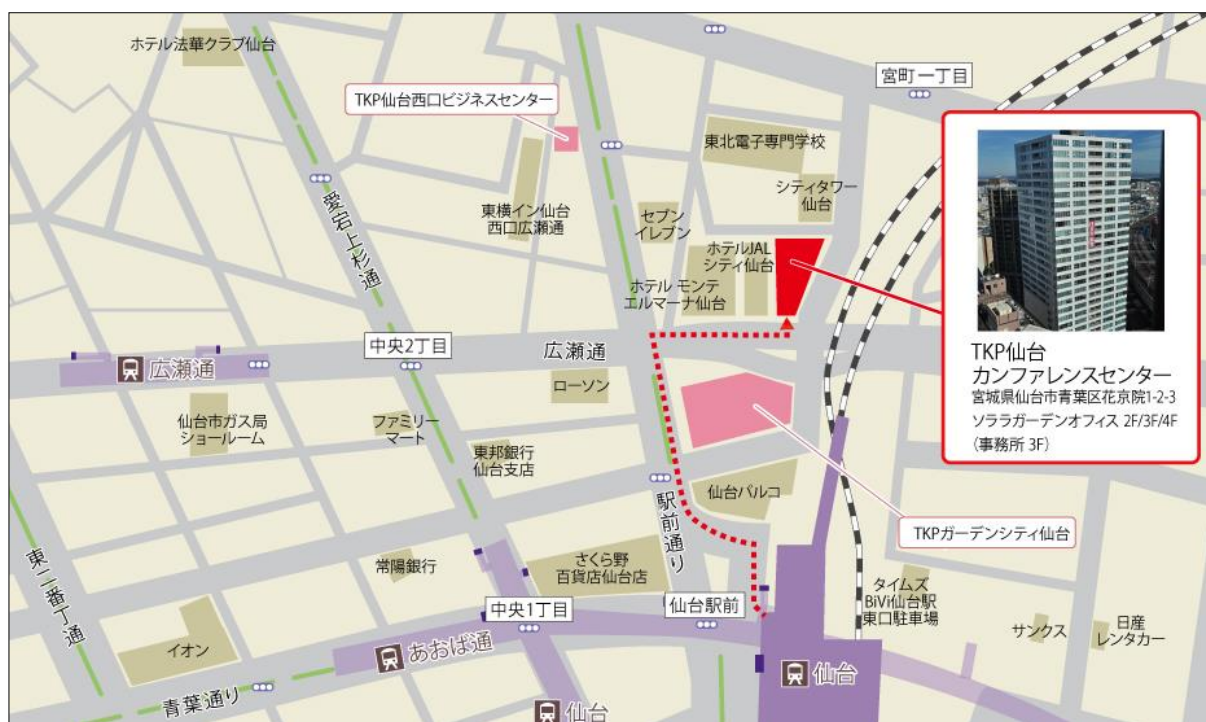 ホテル法華クラブ仙台
TKP仙台西口ビジネスセンター
宮町一丁目
東北電子専門学校
シティタワー
仙台
愛宕上杉通
東横イン仙台
西口広瀬通
セブン
イレブン
ホテルJAL
シティ仙台
ホテル モンテ
エルマーナ仙台
TKP仙台
カンファレンスセンター
宮城県仙台市青葉区花京院1-2-3
ソララガーデンオフィス 2F/3F/4F
(事務所 3F)
中央2丁目
広瀬通
広瀬通
ローソン
仙台市ガス局
ショールーム
ファミリー
マート
東邦銀行
仙台支店
仙台パルコ
駅前通り
TKPガーデンシティ仙台
東二番丁通
常陽銀行
さくら野
百貨店仙台店
中央1丁目
仙台駅前
タイムズ
BiVi仙台駅
東口駐車場
サンクス
日産
レンタカー
イオン
あおば通
青葉通り
仙台
仙台